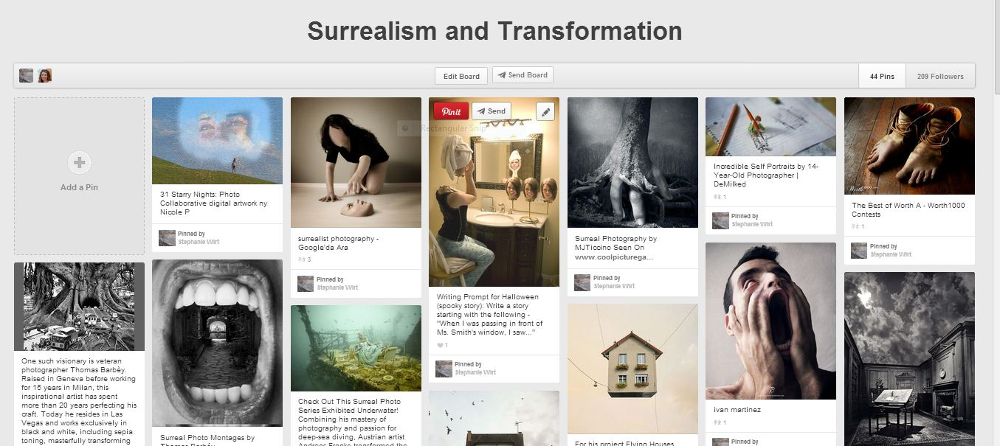 Surrealism and Transformation
Edit Board
Send Board
44 Pins
209 Followers
Add a Pin
One such visionary is veteran
photographer Thomas Barbèy.
Raised in Geneva before working
for 15 years in Milan, this
inspirational artist has spent
more than 20 years perfecting his
craft. Today he resides in Las
Vegas and works exclusively in
black and white, including sepia
toning, masterfully transforming
31 Starry Nights: Photo
Collaborative digital artwork ny
Nicole P
Pinned by
Stephanie Wirt
Surreal Photo Montages by
Thomas Barbéy
surrealist photography -
Google'da Ara
3
Pinned by
Stephanie Wirt
Check Out This Surreal Photo
Series Exhibited Underwater!
Combining his mastery of
photography and passion for
deep-sea diving, Austrian artist
Andreas Franke transformed the
Pin it
Send
Rectangular Snip
Writing Prompt for Halloween
(spooky story): Write a story
starting with the following -
"When I was passing in front of
Ms. Smith's window, I saw..."
1
Pinned by
Stephanie Wirt
Surreal Photography by
MJTiccino Seen On
www.coolpicturega...
Pinned by
Stephanie Wirt
For his project Flying Houses
Incredible Self Portraits by 14-
Year-Old Photographer |
DeMilked
1
Pinned by
Stephanie Wirt
ivan martinez
1
Pinned by
Worth1000.com
The Best of Worth A - Worth1000
Contests
1
Pinned by
Stephanie Wirt